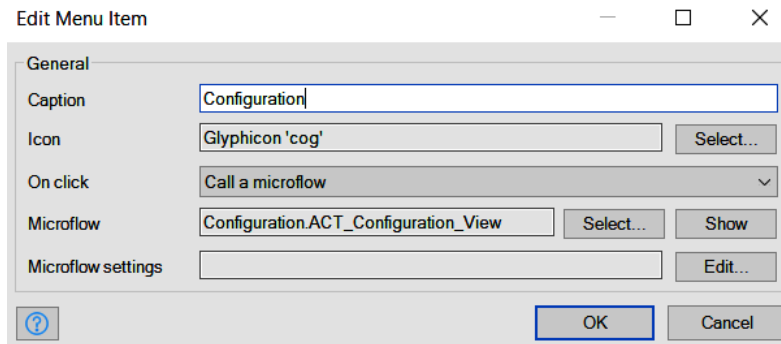 Edit Menu Item
General
Caption Configuration
Icon Glyphicon 'cog' Select...
On click Call a microflow
Microflow Configuration.ACT_Configuration_View Select... Show
Microflow settings Edit...
? OK Cancel